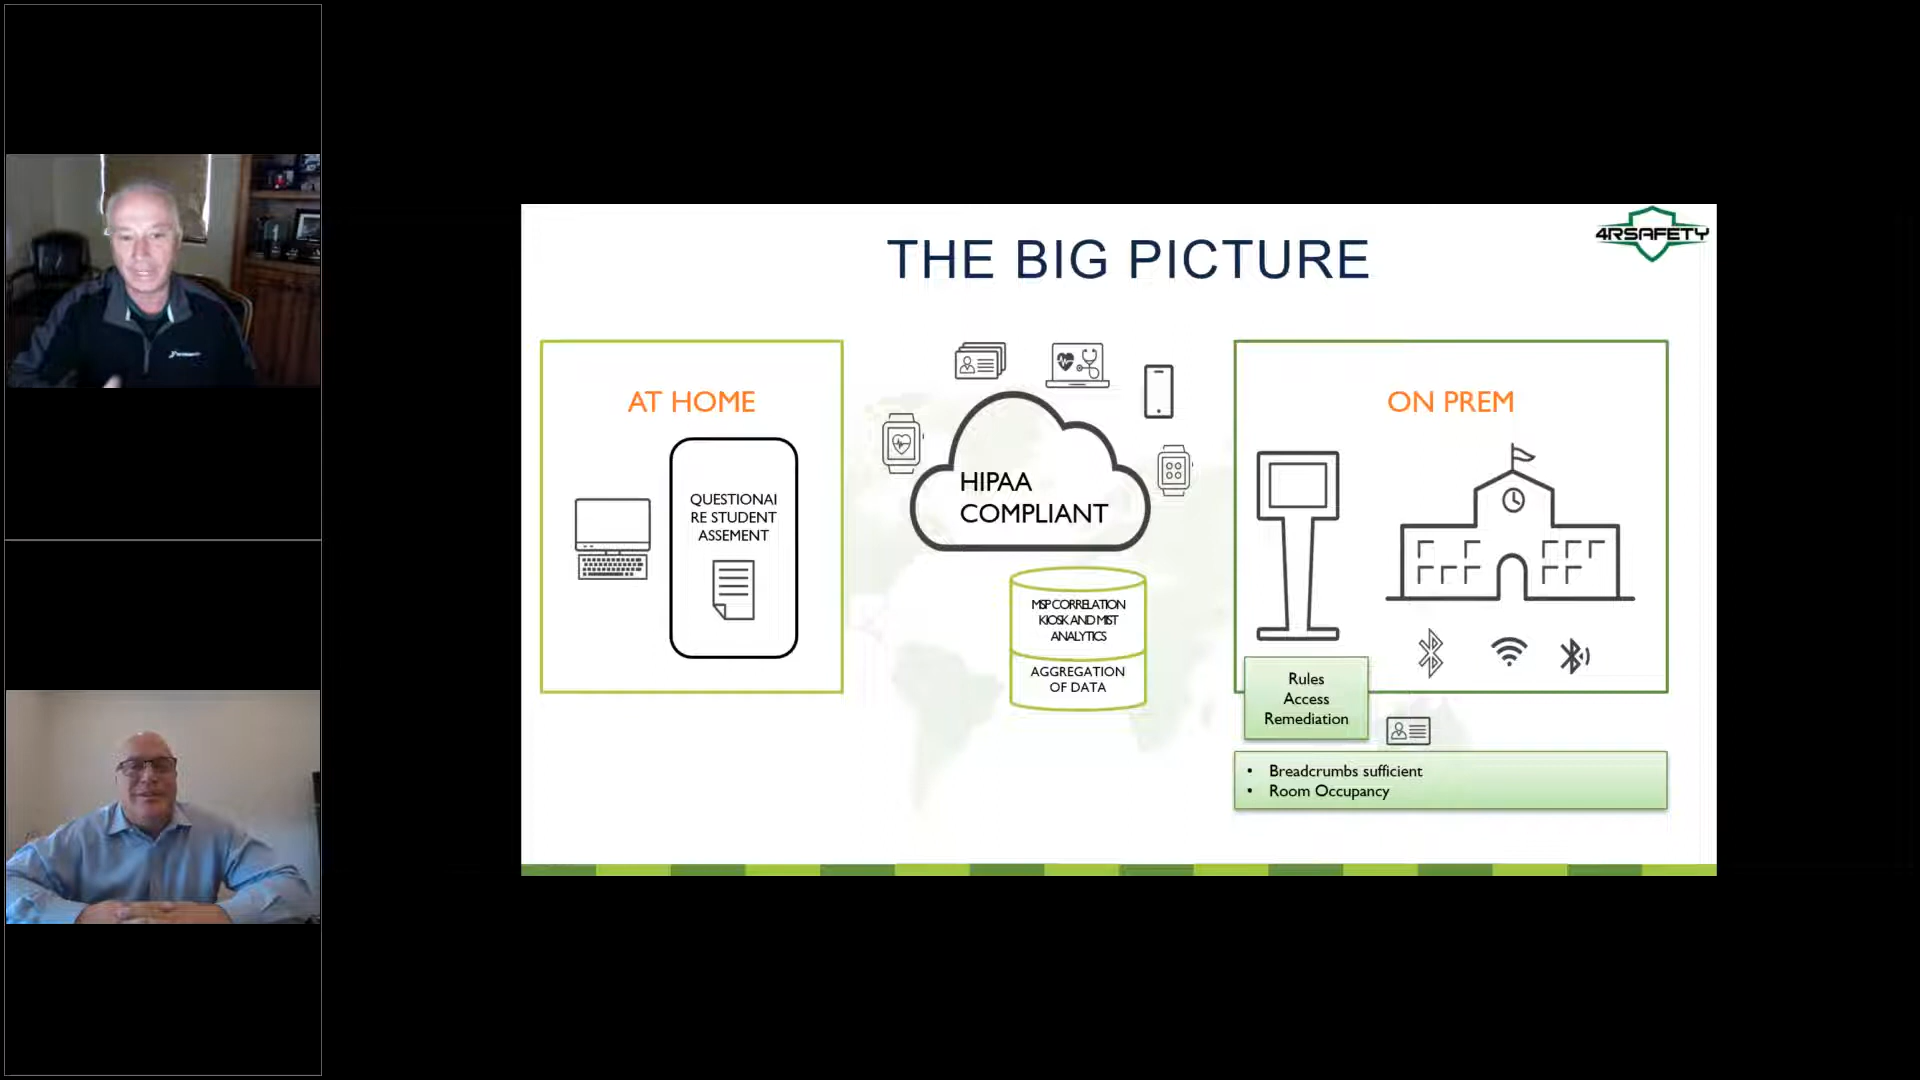 4RSAFETY
THE BIG PICTURE
AT HOME
QUESTIONAI
RE STUDENT
ASSEMENT
HIPAA
COMPLIANT
MSP CORRELATION
KIOSK AND MIST
ANALYTICS
AGGREGATION
OF DATA
ON PREM
Rules
Access
Remediation
• Breadcrumbs sufficient
• Room Occupancy